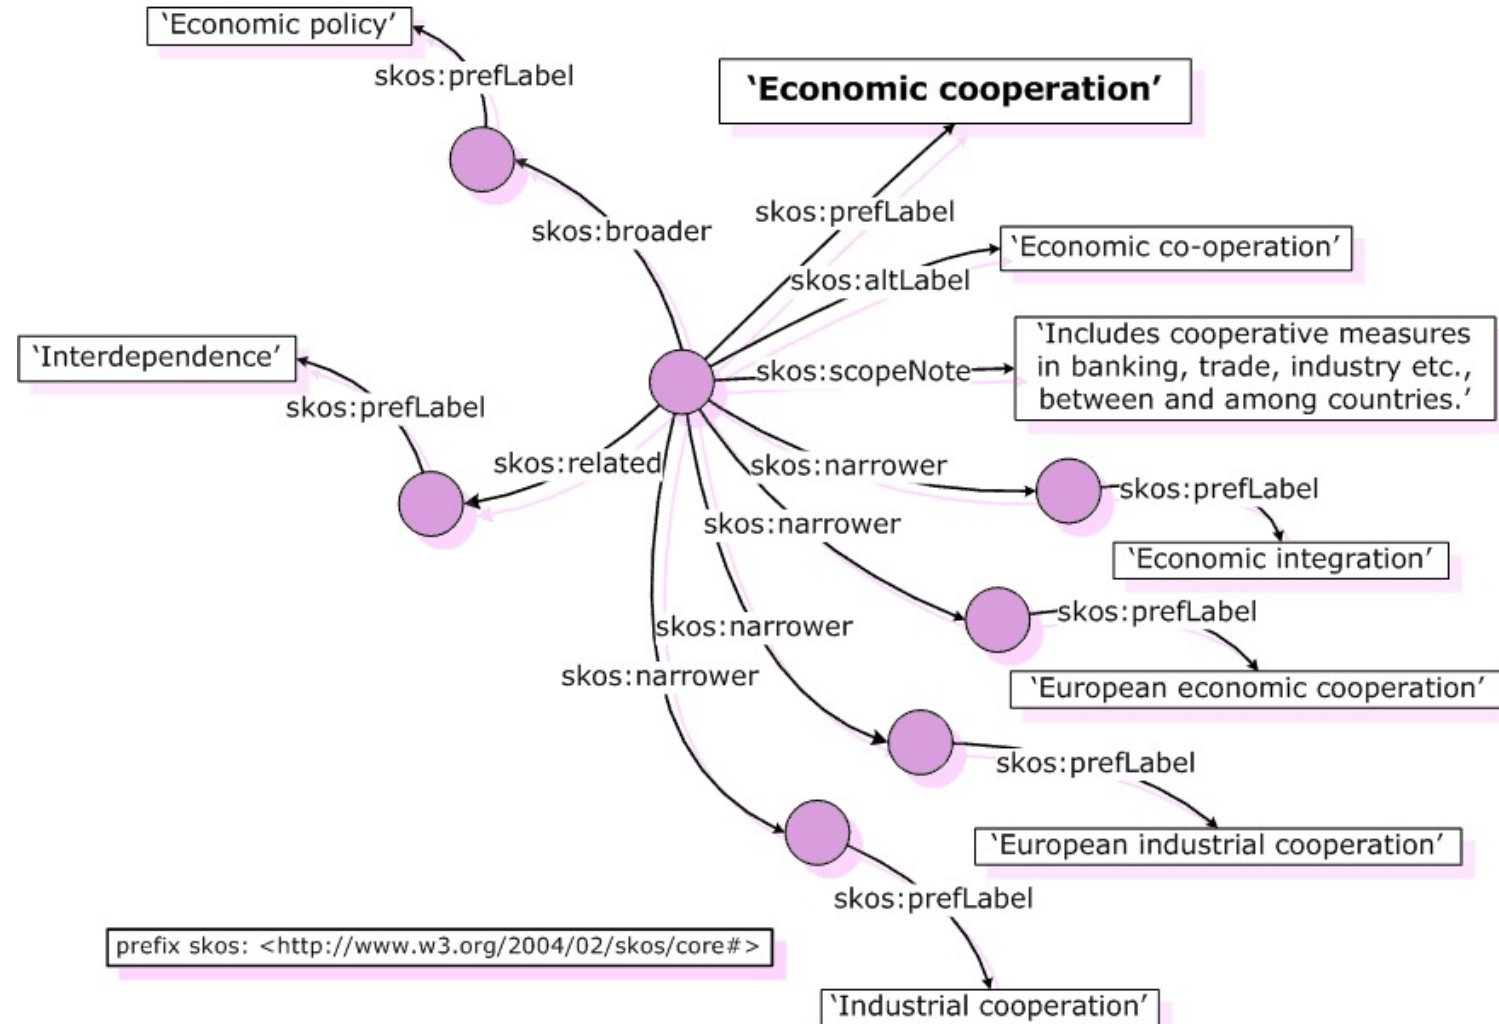 ‘Economic policy’
skos:prefLabel
‘Economic cooperation’
skos:prefLabel
skos:broader
‘Economic co-operation’
skos:altLabel
‘Interdependence’
‘Includes cooperative measures
in banking, trade, industry etc.,
between and among countries.’
skos:scopeNote
skos:prefLabel
skos:related
skos:narrower
skos:prefLabel
skos:narrower
‘Economic integration’
skos:prefLabel
skos:narrower
skos:narrower
‘European economic cooperation’
skos:prefLabel
‘European industrial cooperation’
skos:prefLabel
prefix skos: <http://www.w3.org/2004/02/skos/core#>
‘Industrial cooperation’